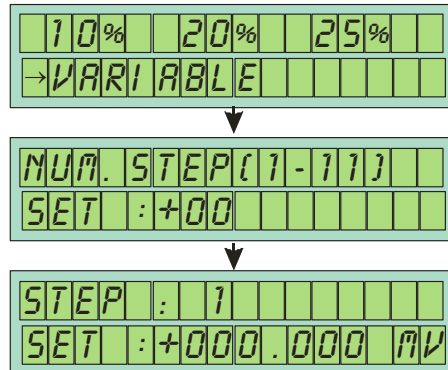 10% 20% 25%
→VARIABLE
NUM. STEP[1-11]
SET :+00
STEP : 1
SET :+000.000 MV